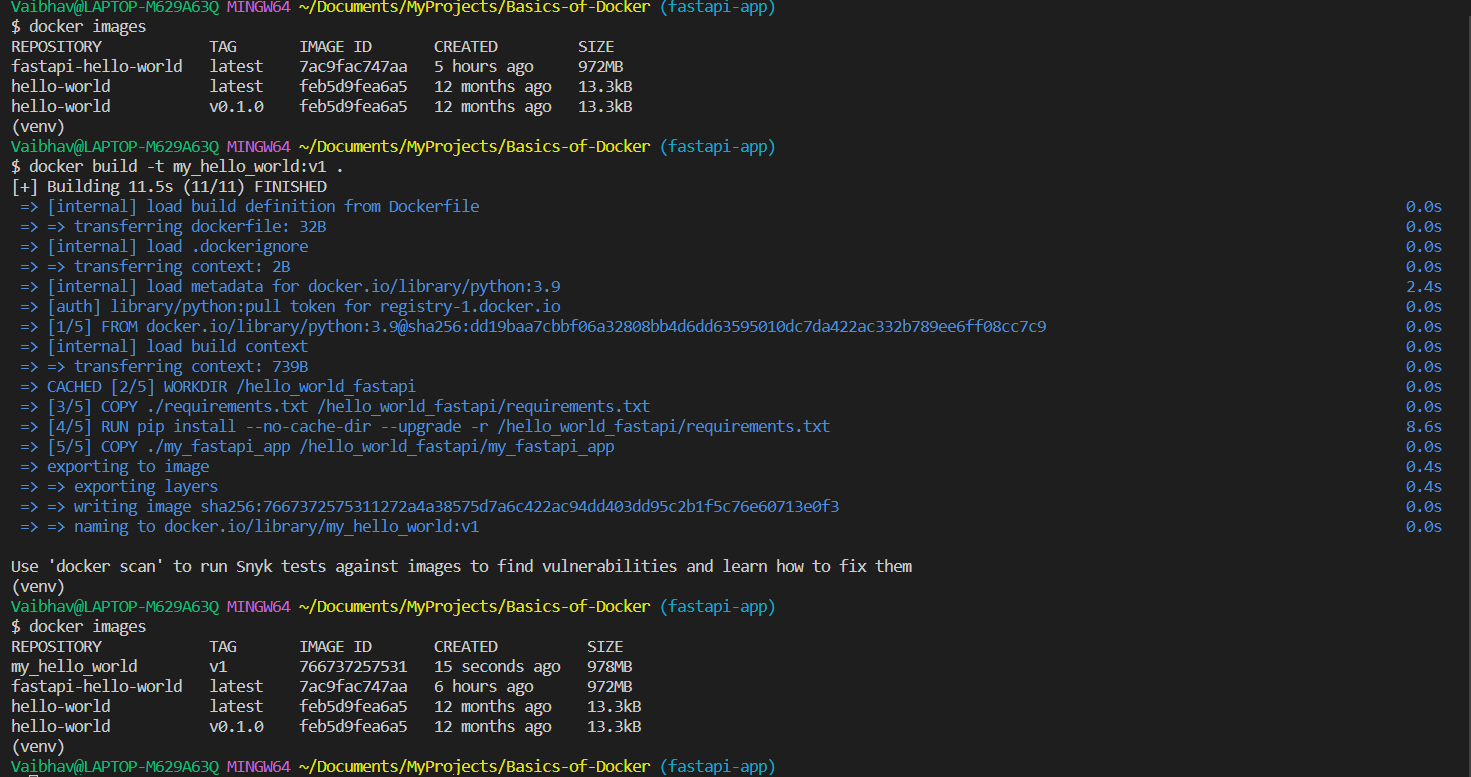 Vaibhav@LAPTOP-M629A63Q MINGW64 ~/Documents/MyProjects/Basics-of-Docker (fastapi-app)
$ docker images
REPOSITORY            TAG       IMAGE ID       CREATED         SIZE
fastapi-hello-world   latest    7ac9fac747aa   5 hours ago     972MB
hello-world           latest    feb5d9fea6a5   12 months ago   13.3kB
hello-world           v0.1.0    feb5d9fea6a5   12 months ago   13.3kB
(venv)
Vaibhav@LAPTOP-M629A63Q MINGW64 ~/Documents/MyProjects/Basics-of-Docker (fastapi-app)
$ docker build -t my_hello_world:v1 .
[+] Building 11.5s (11/11) FINISHED
=> [internal] load build definition from Dockerfile 0.0s
=> => transferring dockerfile: 32B 0.0s
=> [internal] load .dockerignore 0.0s
=> => transferring context: 2B 0.0s
=> [internal] load metadata for docker.io/library/python:3.9 2.4s
=> [auth] library/python:pull token for registry-1.docker.io 0.0s
=> [1/5] FROM docker.io/library/python:3.9@sha256:dd19baa7cbbf06a32808bb4d6dd63595010dc7da422ac332b789ee6ff08cc7c9 0.0s
=> [internal] load build context 0.0s
=> => transferring context: 739B 0.0s
=> CACHED [2/5] WORKDIR /hello_world_fastapi 0.0s
=> [3/5] COPY ./requirements.txt /hello_world_fastapi/requirements.txt 0.0s
=> [4/5] RUN pip install --no-cache-dir --upgrade -r /hello_world_fastapi/requirements.txt 8.6s
=> [5/5] COPY ./my_fastapi_app /hello_world_fastapi/my_fastapi_app 0.0s
=> exporting to image 0.4s
=> => exporting layers 0.4s
=> => writing image sha256:7667372575311272a4a38575d7a6c422ac94dd403dd95c2b1f5c76e60713e0f3 0.0s
=> => naming to docker.io/library/my_hello_world:v1 0.0s
Use 'docker scan' to run Snyk tests against images to find vulnerabilities and learn how to fix them
(venv)
Vaibhav@LAPTOP-M629A63Q MINGW64 ~/Documents/MyProjects/Basics-of-Docker (fastapi-app)
$ docker images
REPOSITORY            TAG       IMAGE ID       CREATED          SIZE
my_hello_world        v1        766737257531   15 seconds ago   978MB
fastapi-hello-world   latest    7ac9fac747aa   6 hours ago      972MB
hello-world           latest    feb5d9fea6a5   12 months ago    13.3kB
hello-world           v0.1.0    feb5d9fea6a5   12 months ago    13.3kB
(venv)
Vaibhav@LAPTOP-M629A63Q MINGW64 ~/Documents/MyProjects/Basics-of-Docker (fastapi-app)